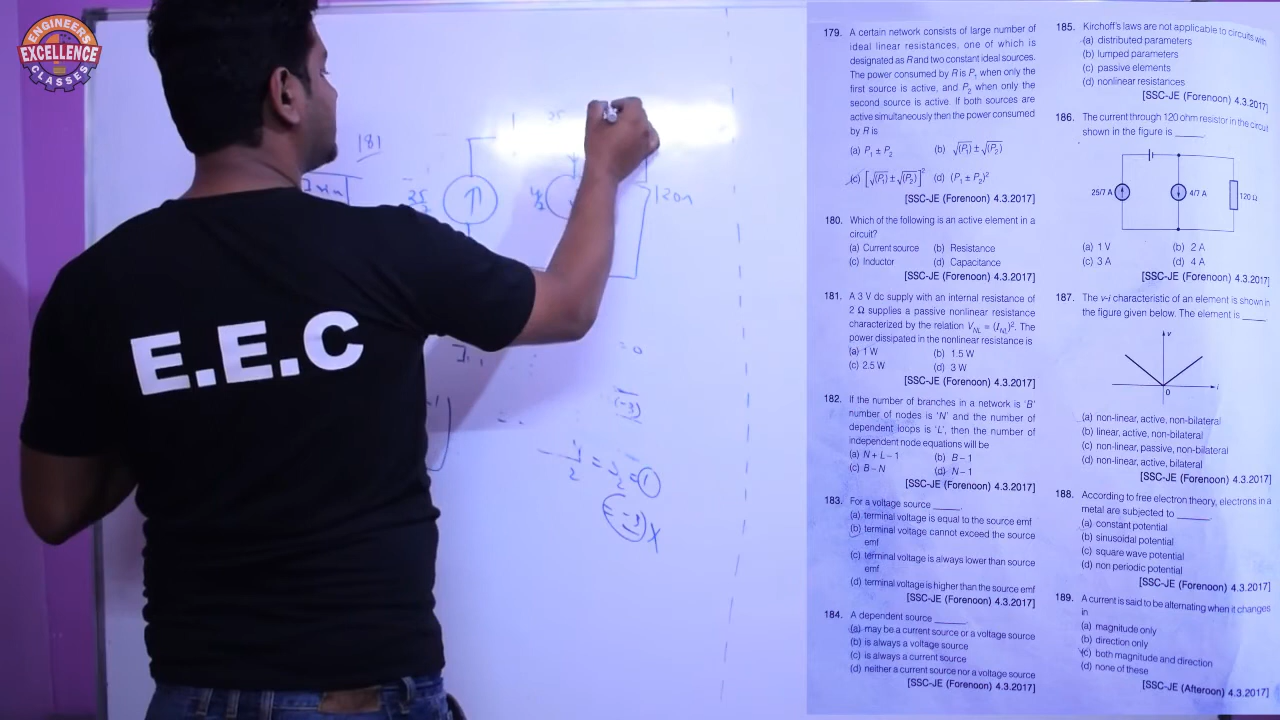 ENGINEERS
EXCELLENCE
CLASSES
181
120Ω
= 0
(-3)
E.E.C
179. A certain network consists of large number of
ideal linear resistances, one of which is
designated as R and two constant ideal sources.
The power consumed by R is P₁ when only the
first source is active, and P₂ when only the
second source is active. If both sources are
active simultaneously then the power consumed
by R is
(a) P₁ ± P₂ (b) √(P₁) ± √(P₂)
(c) [√(P₁) ± √(P₂)]² (d) (P₁ ± P₂)²
[SSC-JE (Forenoon) 4.3.2017]
180. Which of the following is an active element in a
circuit?
(a) Current source (b) Resistance
(c) Inductor (d) Capacitance
[SSC-JE (Forenoon) 4.3.2017]
181. A 3 V dc supply with an internal resistance of
2 Ω supplies a passive nonlinear resistance
characterized by the relation V_NL = (I_NL)². The
power dissipated in the nonlinear resistance is
(a) 1 W (b) 1.5 W
(c) 2.5 W (d) 3 W
[SSC-JE (Forenoon) 4.3.2017]
182. If the number of branches in a network is 'B'
number of nodes is 'N' and the number of
dependent loops is 'L', then the number of
independent node equations will be
(a) N + L – 1 (b) B – 1
(c) B – N (d) N – 1
[SSC-JE (Forenoon) 4.3.2017]
183. For a voltage source _____.
(a) terminal voltage is equal to the source emf
(b) terminal voltage cannot exceed the source
emf
(c) terminal voltage is always lower than source
emf
(d) terminal voltage is higher than the source emf
[SSC-JE (Forenoon) 4.3.2017]
184. A dependent source _____.
(a) may be a current source or a voltage source
(b) is always a voltage source
(c) is always a current source
(d) neither a current source nor a voltage source
[SSC-JE (Forenoon) 4.3.2017]
185. Kirchoff's laws are not applicable to circuits with
(a) distributed parameters
(b) lumped parameters
(c) passive elements
(d) nonlinear resistances
[SSC-JE (Forenoon) 4.3.2017]
186. The current through 120 ohm resistor in the circuit
shown in the figure is _____.
25/7 A 4/7 A 120 Ω
(a) 1 V (b) 2 A
(c) 3 A (d) 4 A
[SSC-JE (Forenoon) 4.3.2017]
187. The v-i characteristic of an element is shown in
the figure given below. The element is ____
v
i
0
(a) non-linear, active, non-bilateral
(b) linear, active, non-bilateral
(c) non-linear, passive, non-bilateral
(d) non-linear, active, bilateral
[SSC-JE (Forenoon) 4.3.2017]
188. According to free electron theory, electrons in a
metal are subjected to ______.
(a) constant potential
(b) sinusoidal potential
(c) square wave potential
(d) non periodic potential
[SSC-JE (Forenoon) 4.3.2017]
189. A current is said to be alternating when it changes
in
(a) magnitude only
(b) direction only
(c) both magnitude and direction
(d) none of these
[SSC-JE (Afteroon) 4.3.2017]